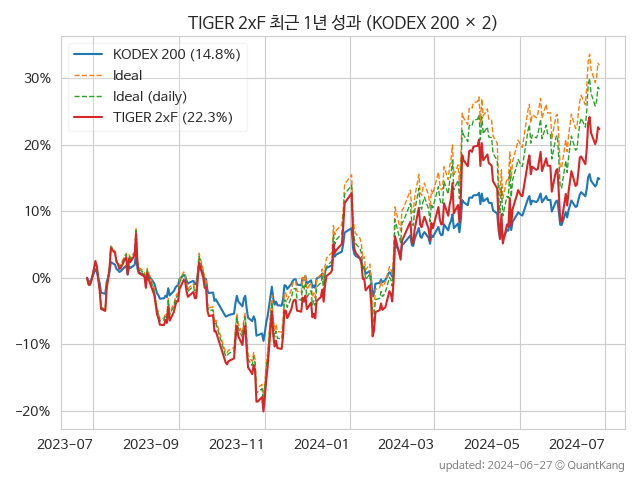 TIGER 2xF 최근 1년 성과 (KODEX 200 × 2)
KODEX 200 (14.8%)
Ideal
Ideal (daily)
TIGER 2xF (22.3%)
30%
20%
10%
0%
−10%
−20%
2023-07 2023-09 2023-11 2024-01 2024-03 2024-05 2024-07
updated: 2024-06-27 © QuantKang